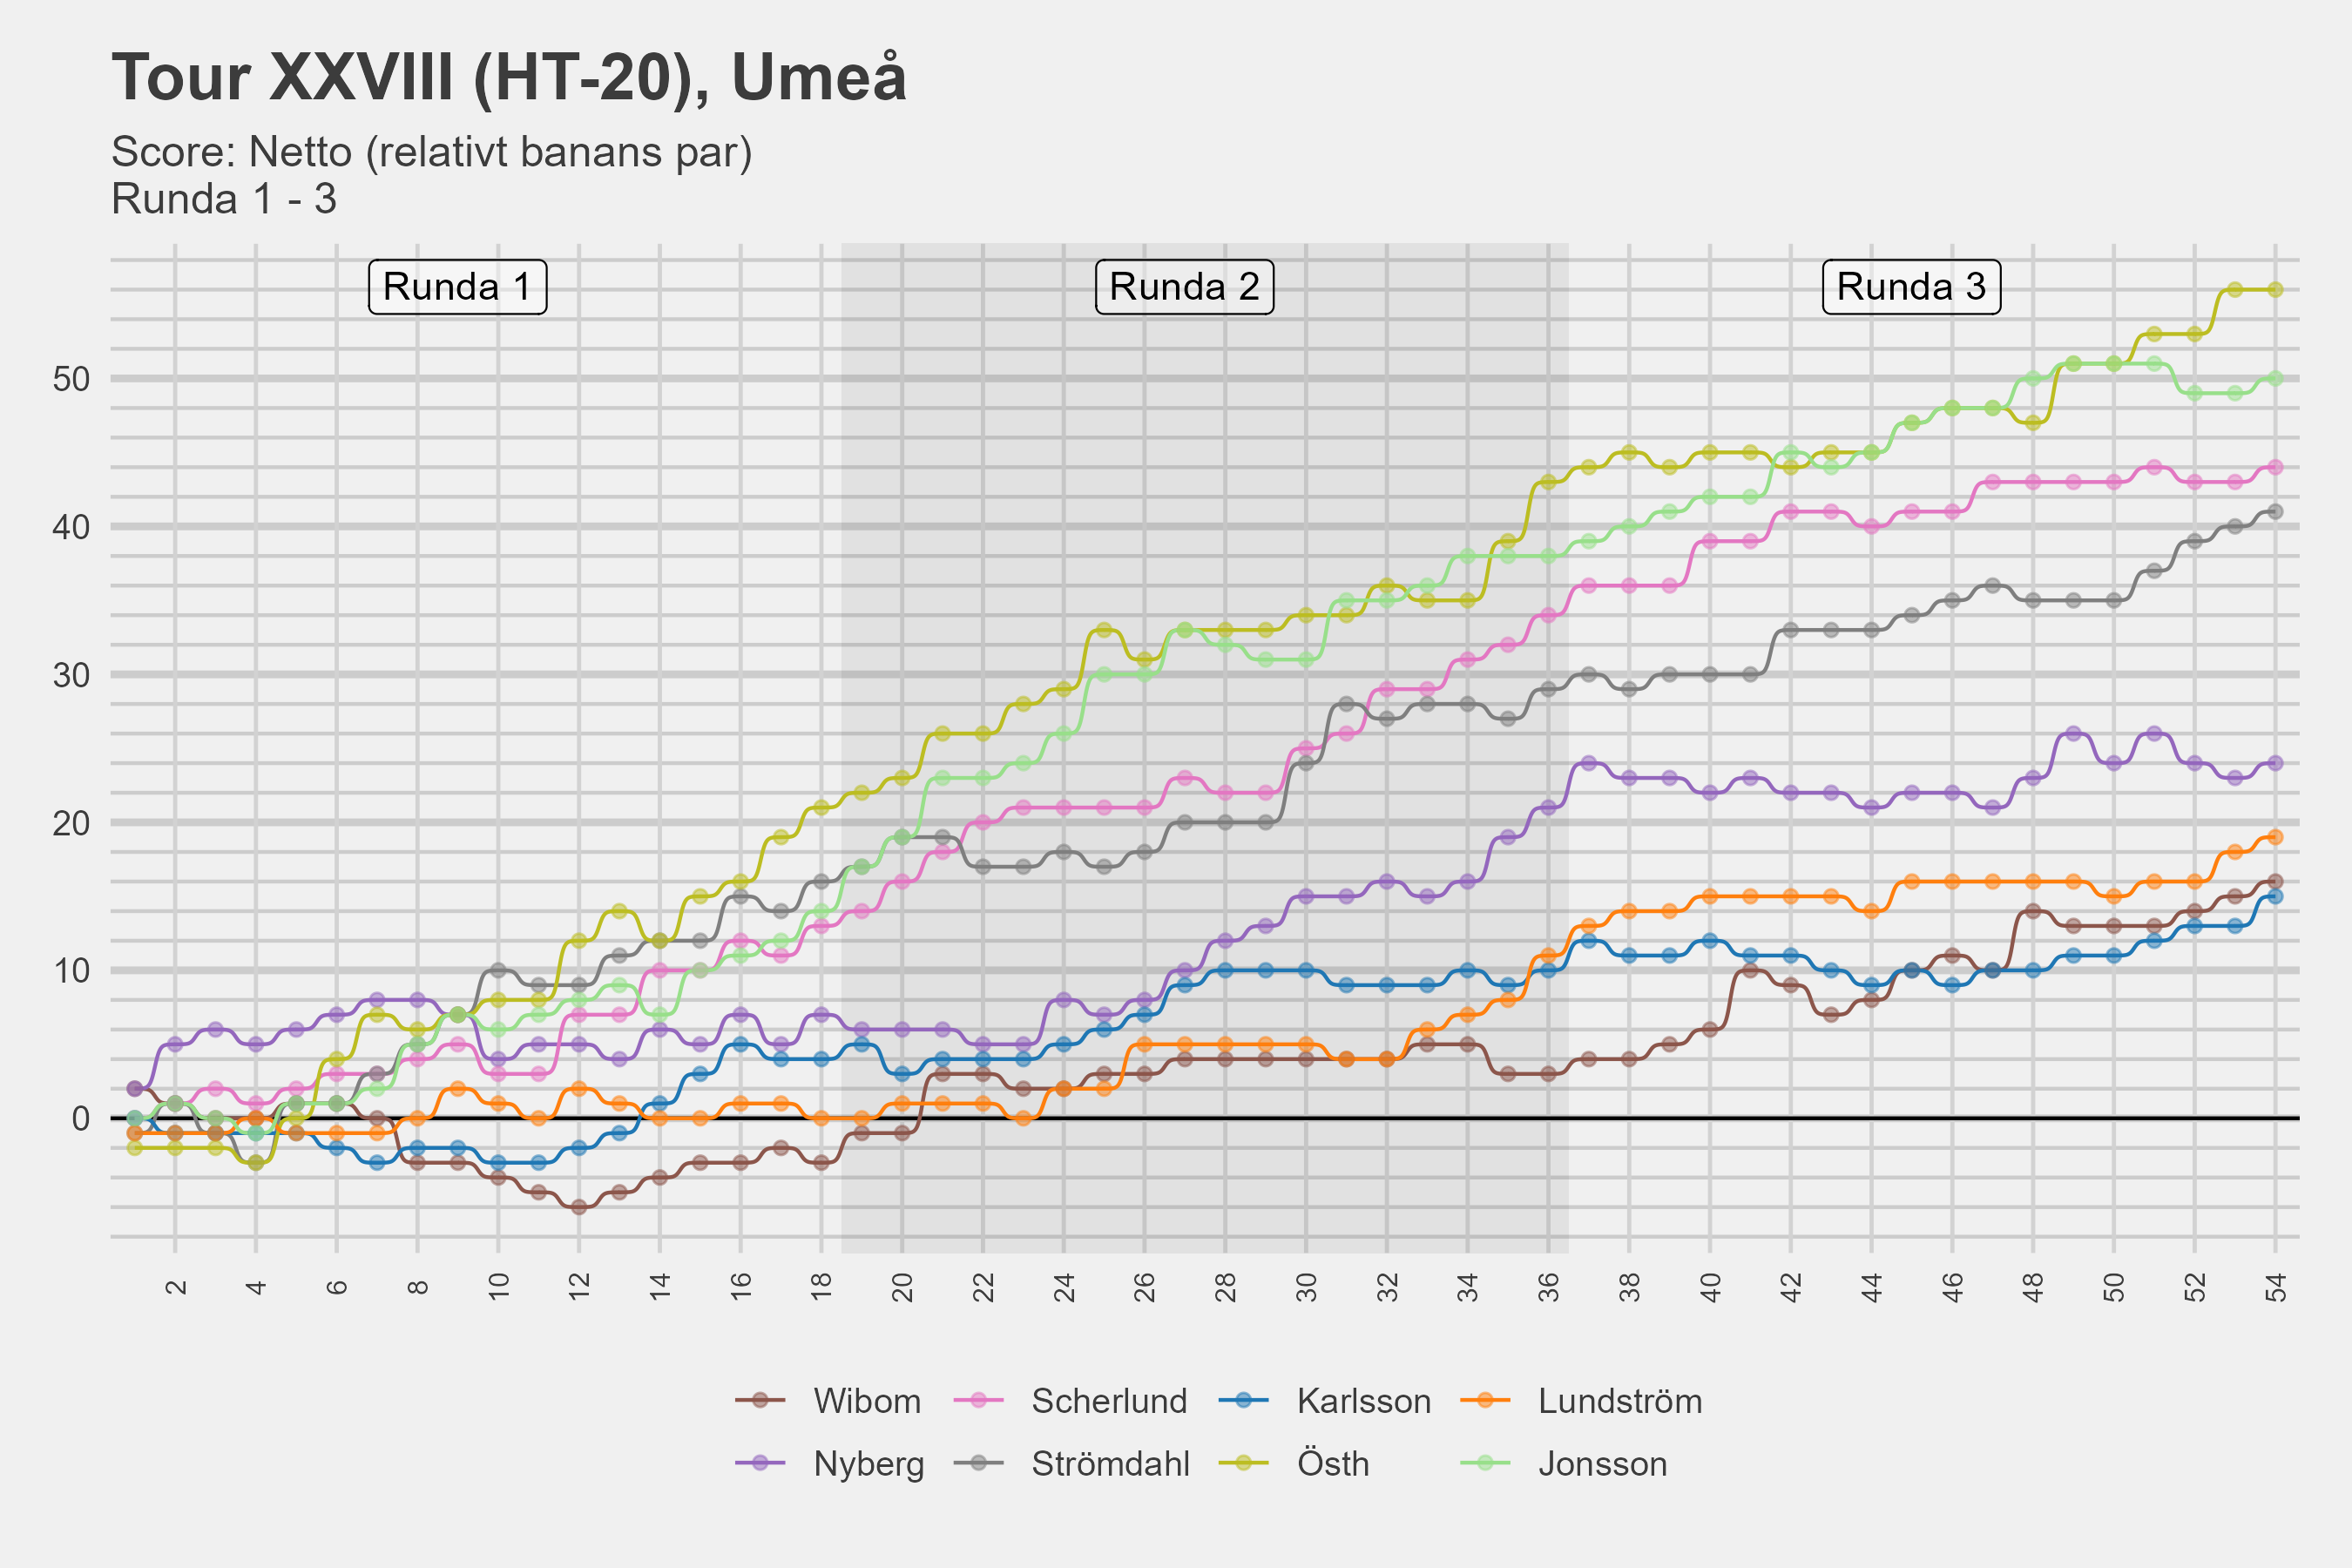 Tour XXVIII (HT-20), Umeå
Score: Netto (relativt banans par)
Runda 1 - 3
Runda 1 Runda 2 Runda 3
50
40
30
20
10
0
2 4 6 8 10 12 14 16 18 20 22 24 26 28 30 32 34 36 38 40 42 44 46 48 50 52 54
Wibom Scherlund Karlsson Lundström
Nyberg Strömdahl Östh Jonsson